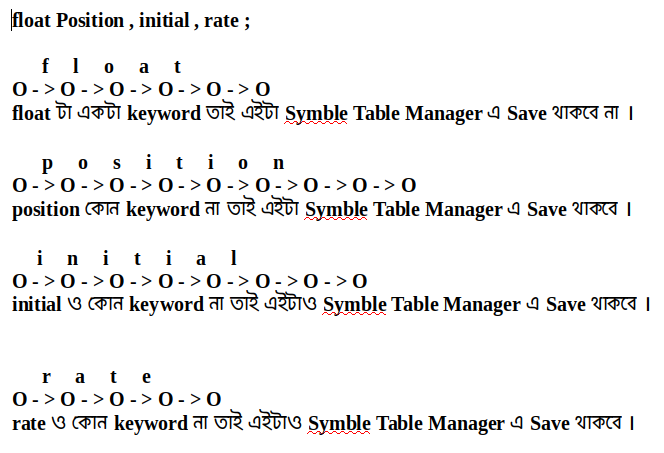 float Position , initial , rate ;
f l o a t
O - > O - > O - > O - > O - > O
float টা একটা keyword তাই এইটা Symble Table Manager এ Save থাকবে না ।
p o s i t i o n
O - > O - > O - > O - > O - > O - > O - > O - > O
position কোন keyword না তাই এইটা Symble Table Manager এ Save থাকবে ।
i n i t i a l
O - > O - > O - > O - > O - > O - > O - > O
initial ও কোন keyword না তাই এইটাও Symble Table Manager এ Save থাকবে ।
r a t e
O - > O - > O - > O - > O
rate ও কোন keyword না তাই এইটাও Symble Table Manager এ Save থাকবে ।